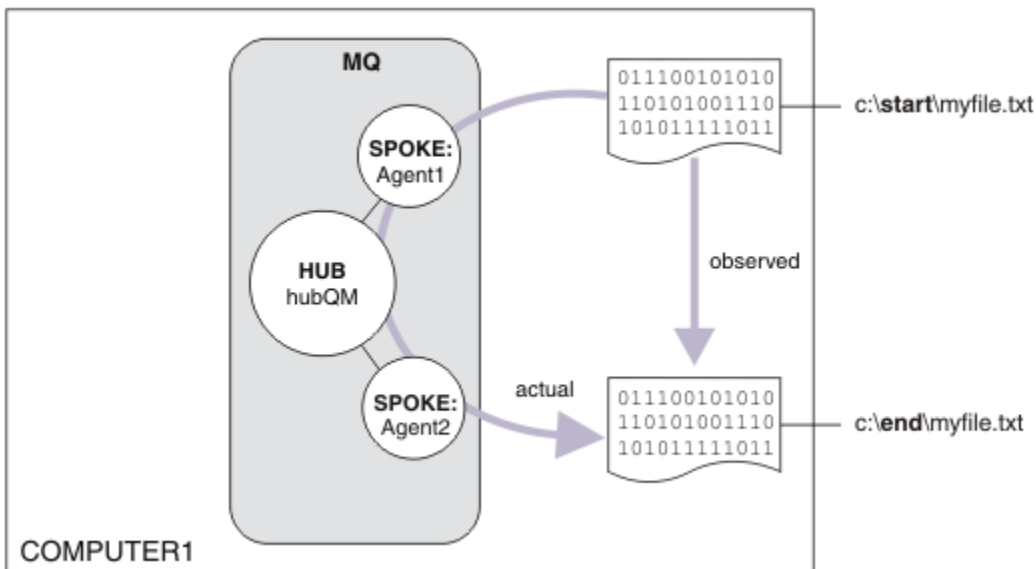 MQ
011100101010
110101001110
101011111011
c:\start\myfile.txt
SPOKE:
Agent1
observed
HUB
hubQM
SPOKE:
Agent2
actual
011100101010
110101001110
101011111011
c:\end\myfile.txt
COMPUTER1